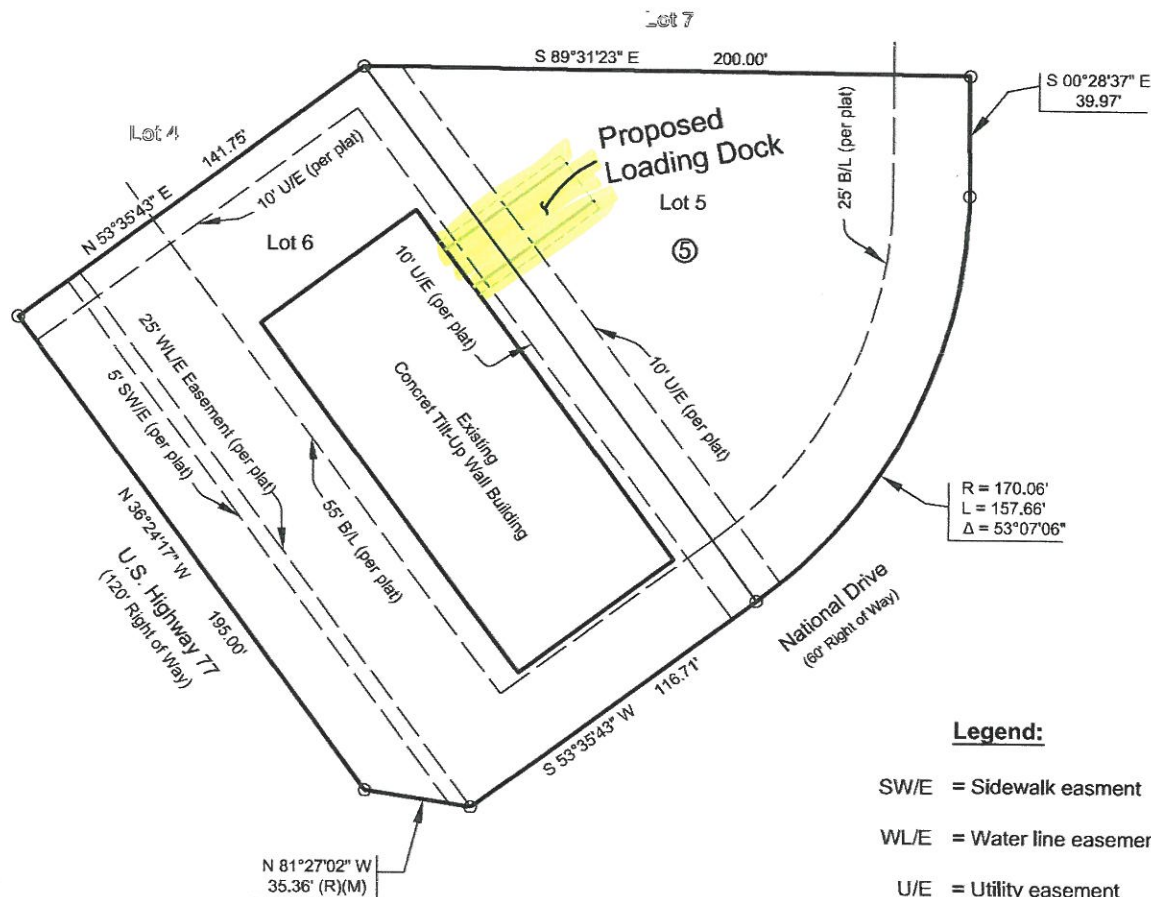 Lot 7
S 89°31'23" E 200.00'
S 00°28'37" E
39.97'
Lot 4
141.75'
N 53°35'43" E
10' U/E (per plat)
Proposed
Loading Dock
25' B/L (per plat)
Lot 5
⑤
Lot 6
10' U/E (per plat)
25' WL/E Easement (per plat)
5' SW/E (per plat)
10' U/E (per plat)
Existing
Concret Tilt-Up Wall Building
55' B/L (per plat)
N 36°24'17" W 195.00'
U.S. Highway 77
(120' Right of Way)
R = 170.06'
L = 157.66'
Δ = 53°07'06"
National Drive
(60' Right of Way)
S 53°35'43" W 116.71'
N 81°27'02" W
35.36' (R)(M)
Legend:
SW/E = Sidewalk easment
WL/E = Water line easemer
U/E = Utility easement